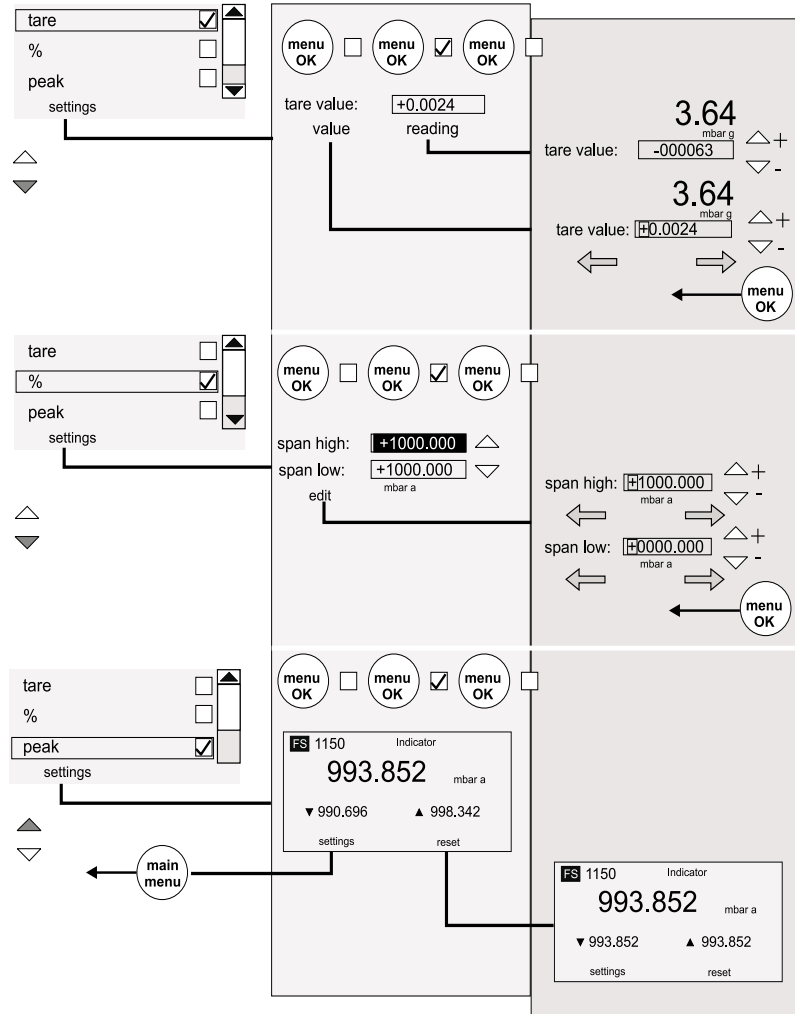 tare
%
peak
settings
menu OK
menu OK
menu OK
tare value: +0.0024
value reading
3.64
mbar g
tare value: -000063
+
-
3.64
mbar g
tare value: +0.0024
+
-
menu OK
tare
%
peak
settings
menu OK
menu OK
menu OK
span high: +1000.000
span low: +1000.000
mbar a
edit
span high: +1000.000
+
-
mbar a
span low: +0000.000
+
-
mbar a
menu OK
tare
%
peak
settings
main menu
menu OK
menu OK
menu OK
FS 1150 Indicator
993.852 mbar a
▼ 990.696 ▲ 998.342
settings reset
FS 1150 Indicator
993.852 mbar a
▼ 993.852 ▲ 993.852
settings reset